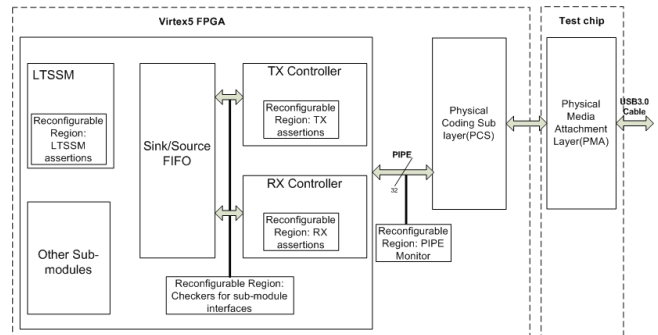 Virtex5 FPGA
Test chip
LTSSM
Reconfigurable
Region:
LTSSM
assertions
Sink/Source
FIFO
TX Controller
Reconfigurable
Region: TX
assertions
RX Controller
Reconfigurable
Region: RX
assertions
Other Sub-
modules
Reconfigurable Region:
Checkers for sub-module
interfaces
PIPE
32
Reconfigurable
Region: PIPE
Monitor
Physical
Coding Sub
layer(PCS)
Physical
Media
Attachment
Layer(PMA)
USB3.0
Cable